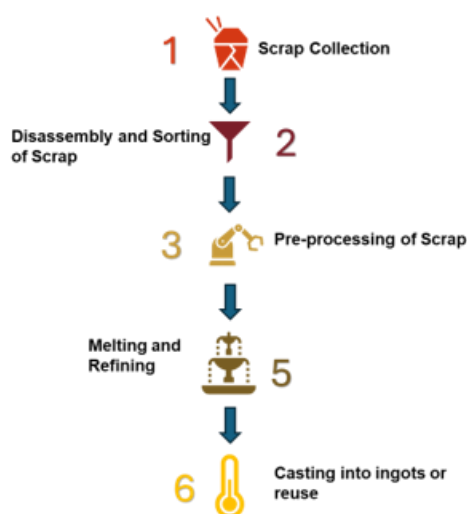 1
Scrap Collection
Disassembly and Sorting
of Scrap
2
3
Pre-processing of Scrap
Melting and
Refining
5
6
Casting into ingots or
reuse